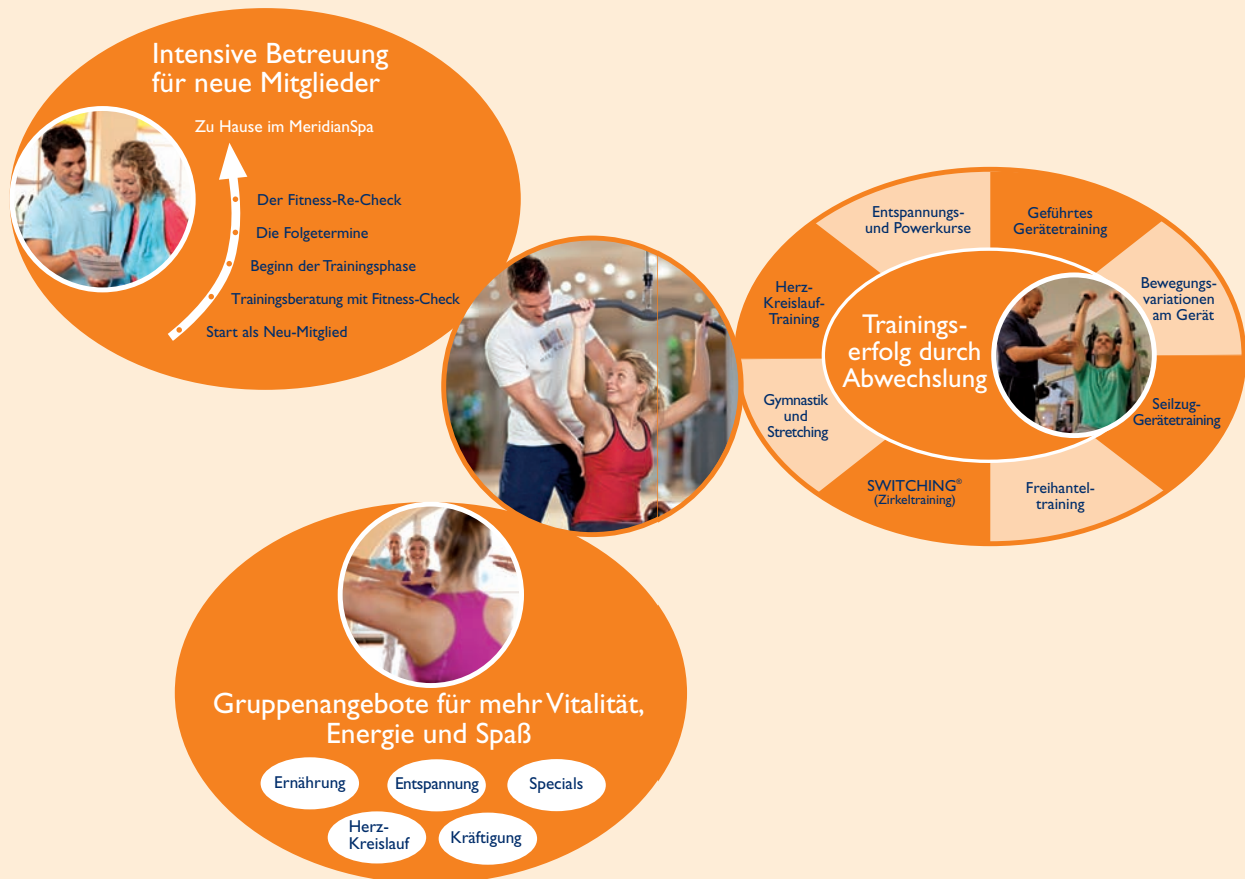 Intensive Betreuung
für neue Mitglieder
Zu Hause im MeridianSpa
Der Fitness-Re-Check
Die Folgetermine
Beginn der Trainingsphase
Trainingsberatung mit Fitness-Check
Start als Neu-Mitglied
Entspannungs-
und Powerkurse
Geführtes
Gerätetraining
Bewegungs-
variationen
am Gerät
Seilzug-
Gerätetraining
Freihantel-
training
SWITCHING®
(Zirkeltraining)
Gymnastik
und
Stretching
Herz-
Kreislauf-
Training
Trainings-
erfolg durch
Abwechslung
Gruppenangebote für mehr Vitalität,
Energie und Spaß
Ernährung
Entspannung
Specials
Herz-
Kreislauf
Kräftigung